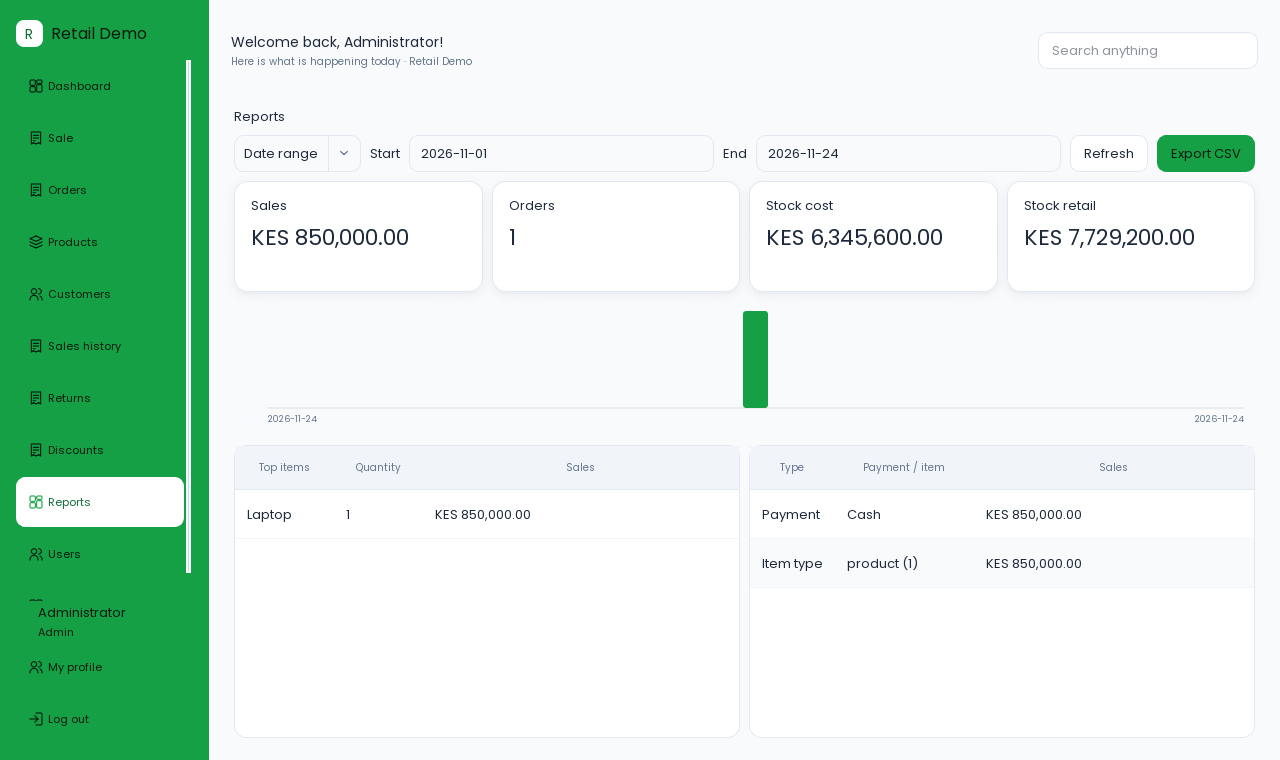 R
Retail Demo
Dashboard
Sale
Orders
Products
Customers
Sales history
Returns
Discounts
Reports
Users
Administrator
Admin
My profile
Log out
Welcome back, Administrator!
Here is what is happening today · Retail Demo
Search anything
Reports
Date range
Start
2026-11-01
End
2026-11-24
Refresh
Export CSV
Sales
KES 850,000.00
Orders
1
Stock cost
KES 6,345,600.00
Stock retail
KES 7,729,200.00
2026-11-24
2026-11-24
Top items Quantity Sales
Laptop 1 KES 850,000.00
Type Payment / item Sales
Payment Cash KES 850,000.00
Item type product (1) KES 850,000.00